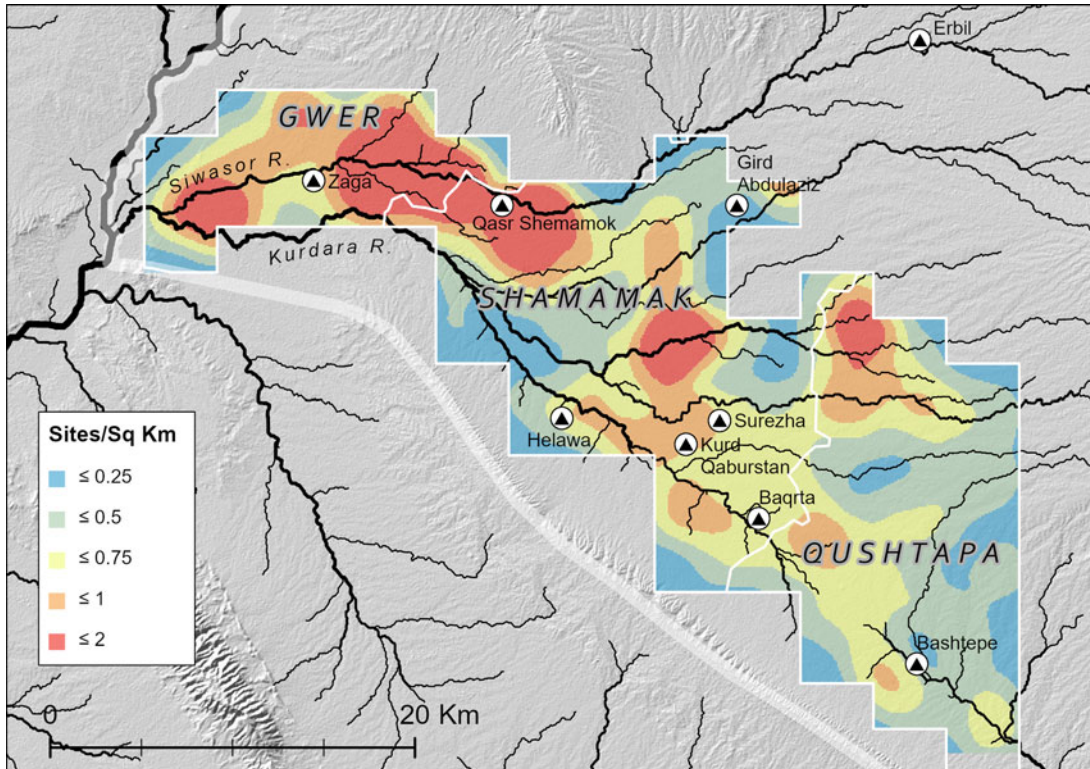 Erbil
GWER
Siwasor R.
Zaga
Gird
Abdulaziz
Qasr Shemamok
Kurdara R.
SHAMAMAK
Sites/Sq Km
≤ 0.25
≤ 0.5
≤ 0.75
≤ 1
≤ 2
Helawa
Surezha
Kurd
Qaburstan
Baqrta
QUSHTAPA
Bashtepe
0
20 Km